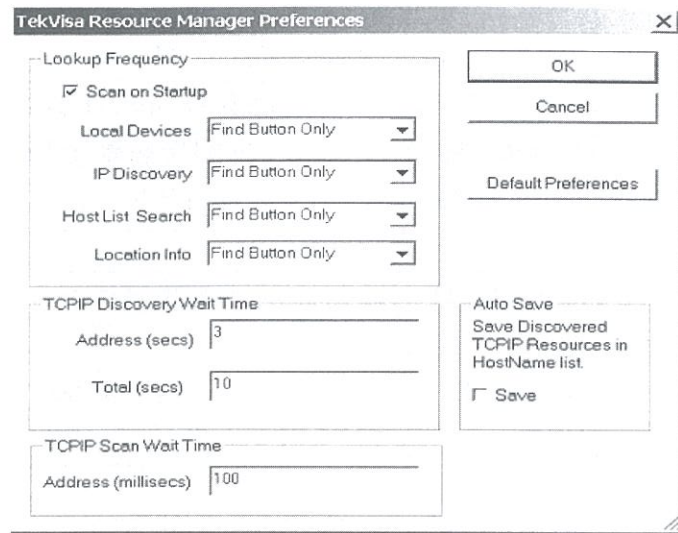 TekVisa Resource Manager Preferences
Lookup Frequency
Scan on Startup
Local Devices Find Button Only
IP Discovery Find Button Only
Host List Search Find Button Only
Location Info Find Button Only
OK
Cancel
Default Preferences
TCPIP Discovery Wait Time
Address (secs) 3
Total (secs) 10
Auto Save
Save Discovered
TCPIP Resources in
HostName list.
Save
TCPIP Scan Wait Time
Address (millisecs) 100